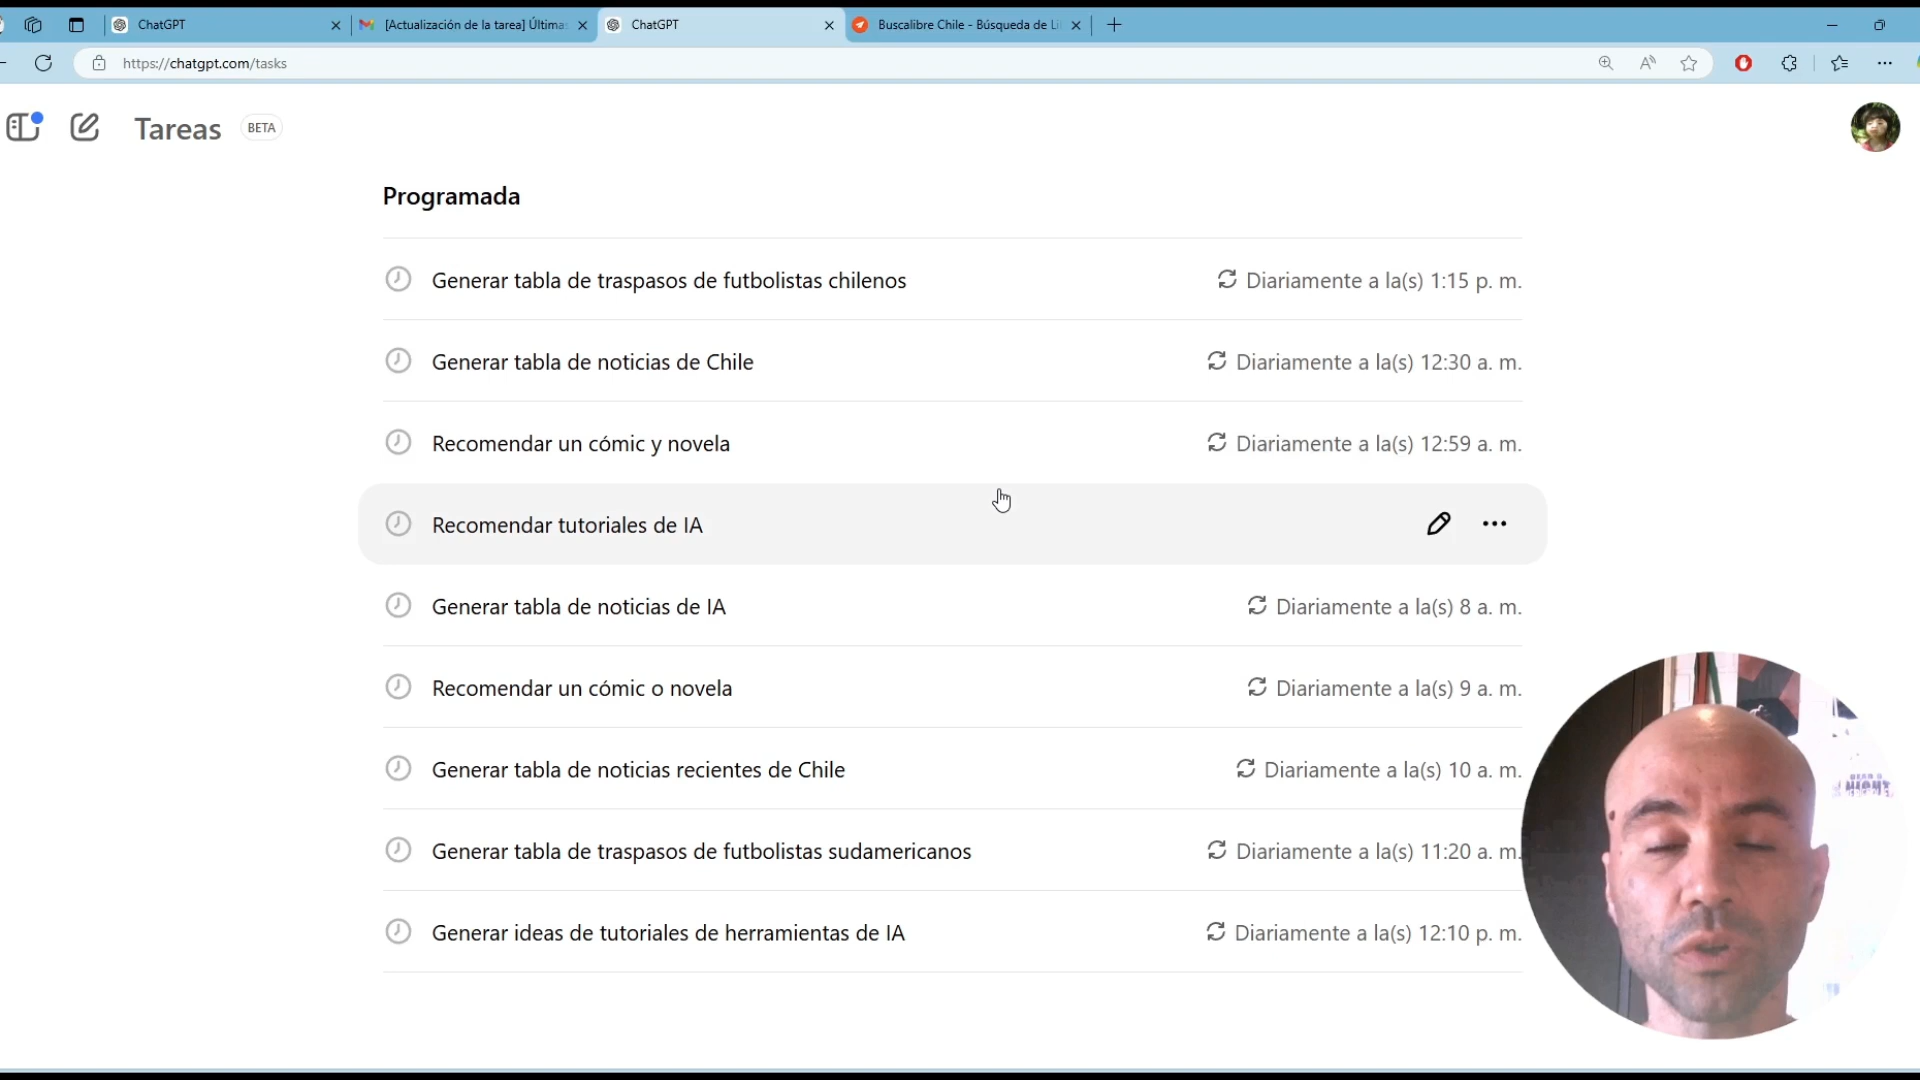 ChatGPT
[Actualización de la tarea] Última
ChatGPT
Buscalibre Chile - Búsqueda de Li
https://chatgpt.com/tasks
Tareas
BETA
Programada
Generar tabla de traspasos de futbolistas chilenos
Diariamente a la(s) 1:15 p. m.
Generar tabla de noticias de Chile
Diariamente a la(s) 12:30 a. m.
Recomendar un cómic y novela
Diariamente a la(s) 12:59 a. m.
Recomendar tutoriales de IA
Generar tabla de noticias de IA
Diariamente a la(s) 8 a. m.
Recomendar un cómic o novela
Diariamente a la(s) 9 a. m.
Generar tabla de noticias recientes de Chile
Diariamente a la(s) 10 a. m.
Generar tabla de traspasos de futbolistas sudamericanos
Diariamente a la(s) 11:20 a. m.
Generar ideas de tutoriales de herramientas de IA
Diariamente a la(s) 12:10 p. m.